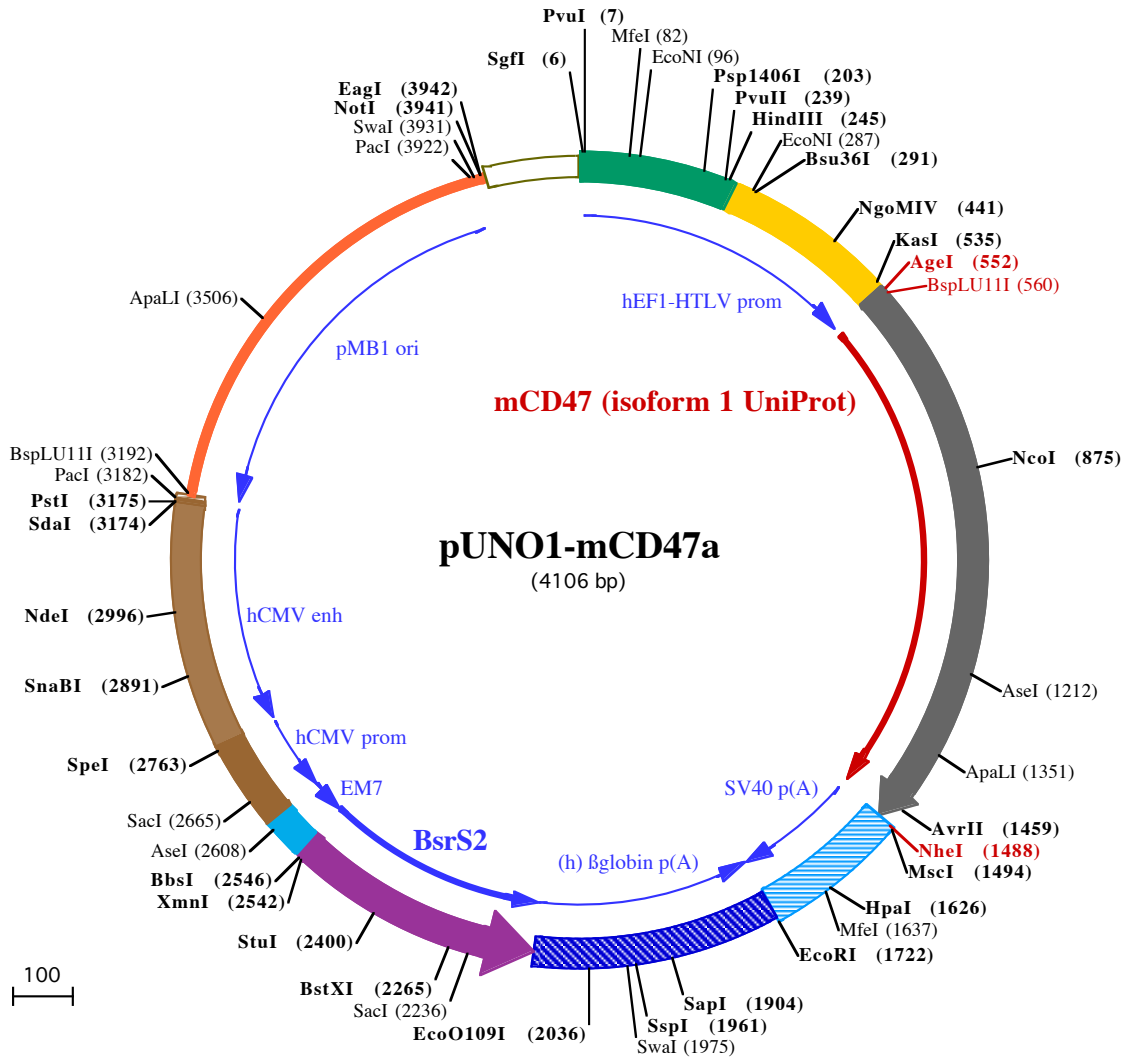 PvuI (7)
MfeI (82)
SgfI (6)
EcoNI (96)
Psp1406I (203)
EagI (3942)
PvuII (239)
NotI (3941)
HindIII (245)
SwaI (3931)
EcoNI (287)
PacI (3922)
Bsu36I (291)
NgoMIV (441)
KasI (535)
AgeI (552)
BspLU11I (560)
ApaLI (3506)
hEF1-HTLV prom
pMB1 ori
mCD47 (isoform 1 UniProt)
BspLU11I (3192)
NcoI (875)
PacI (3182)
PstI (3175)
SdaI (3174)
pUNO1-mCD47a
(4106 bp)
NdeI (2996)
hCMV enh
SnaBI (2891)
AseI (1212)
hCMV prom
SpeI (2763)
ApaLI (1351)
EM7
SV40 p(A)
SacI (2665)
AvrII (1459)
BsrS2
AseI (2608)
NheI (1488)
(h) ßglobin p(A)
MscI (1494)
BbsI (2546)
XmnI (2542)
HpaI (1626)
MfeI (1637)
StuI (2400)
EcoRI (1722)
100
BstXI (2265)
SapI (1904)
SacI (2236)
SspI (1961)
EcoO109I (2036)
SwaI (1975)